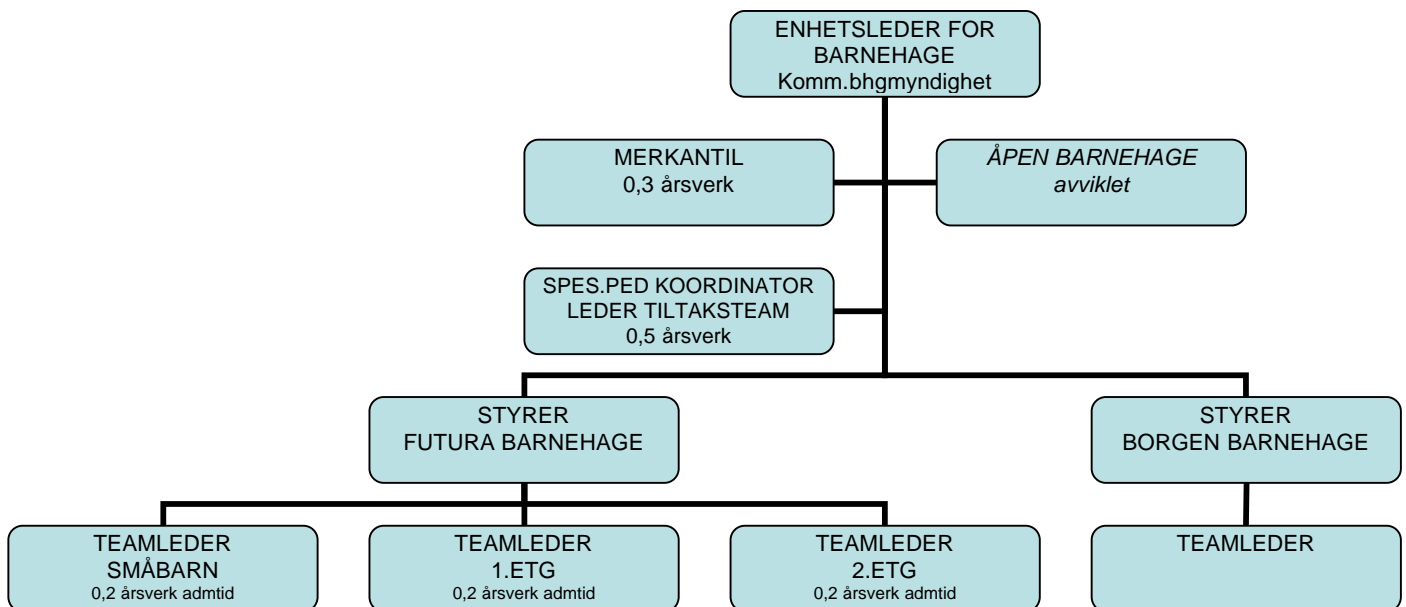 ENHETSLEDER FOR
BARNEHAGE
Komm.bhgmyndighet
MERKANTIL
0,3 årsverk
ÅPEN BARNEHAGE
avviklet
SPES.PED KOORDINATOR
LEDER TILTAKSTEAM
0,5 årsverk
STYRER
FUTURA BARNEHAGE
STYRER
BORGEN BARNEHAGE
TEAMLEDER
SMÅBARN
0,2 årsverk admtid
TEAMLEDER
1.ETG
0,2 årsverk admtid
TEAMLEDER
2.ETG
0,2 årsverk admtid
TEAMLEDER